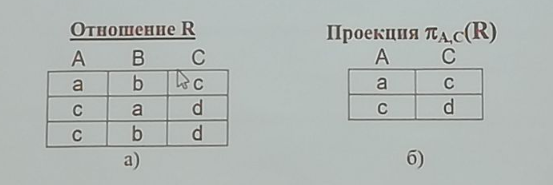 Отношение R
A B C
a b c
c a d
c b d
а)
Проекция πA,C(R)
A C
a c
c d
б)